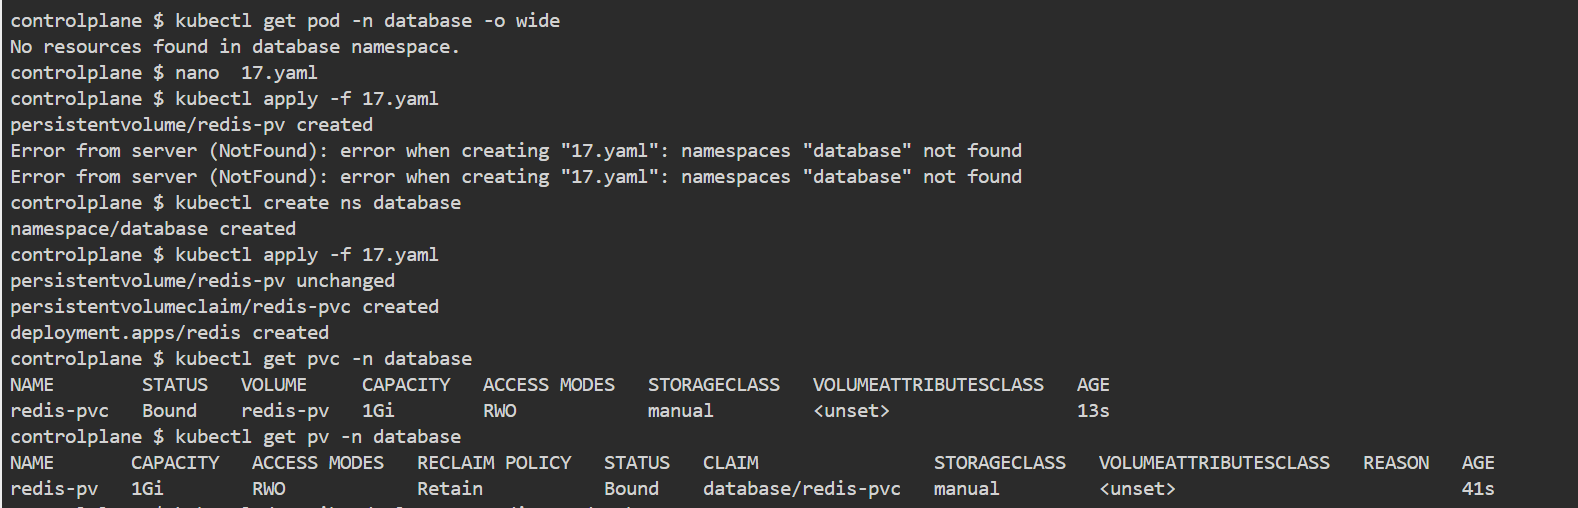 controlplane $ kubectl get pod -n database -o wide
No resources found in database namespace.
controlplane $ nano  17.yaml
controlplane $ kubectl apply -f 17.yaml
persistentvolume/redis-pv created
Error from server (NotFound): error when creating "17.yaml": namespaces "database" not found
Error from server (NotFound): error when creating "17.yaml": namespaces "database" not found
controlplane $ kubectl create ns database
namespace/database created
controlplane $ kubectl apply -f 17.yaml
persistentvolume/redis-pv unchanged
persistentvolumeclaim/redis-pvc created
deployment.apps/redis created
controlplane $ kubectl get pvc -n database
NAME        STATUS   VOLUME     CAPACITY   ACCESS MODES   STORAGECLASS   VOLUMEATTRIBUTESCLASS   AGE
redis-pvc   Bound    redis-pv   1Gi        RWO            manual         <unset>                 13s
controlplane $ kubectl get pv -n database
NAME       CAPACITY   ACCESS MODES   RECLAIM POLICY   STATUS   CLAIM                STORAGECLASS   VOLUMEATTRIBUTESCLASS   REASON   AGE
redis-pv   1Gi        RWO            Retain           Bound    database/redis-pvc   manual         <unset>                          41s